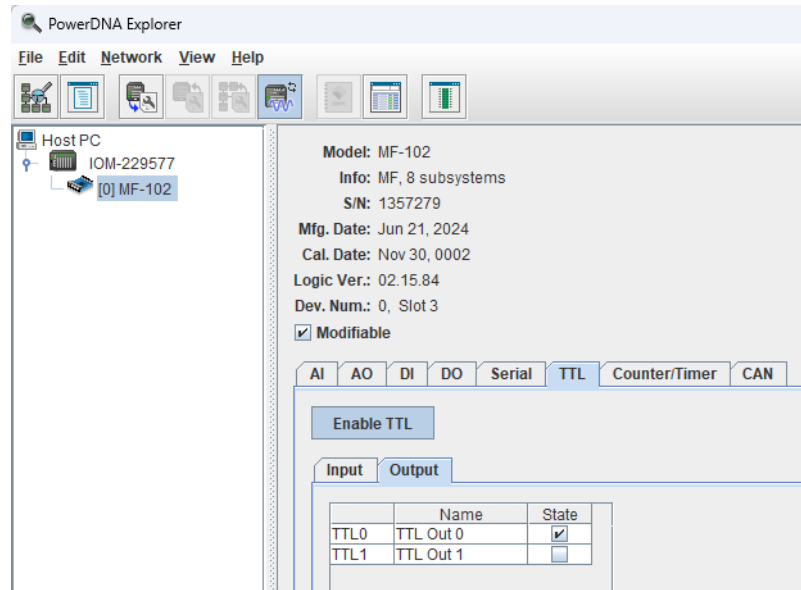 PowerDNA Explorer
File Edit Network View Help
Host PC
IOM-229577
[0] MF-102
Model: MF-102
Info: MF, 8 subsystems
S/N: 1357279
Mfg. Date: Jun 21, 2024
Cal. Date: Nov 30, 0002
Logic Ver.: 02.15.84
Dev. Num.: 0, Slot 3
Modifiable
AI AO DI DO Serial TTL Counter/Timer CAN
Enable TTL
Input Output
Name State
TTL0 TTL Out 0
TTL1 TTL Out 1